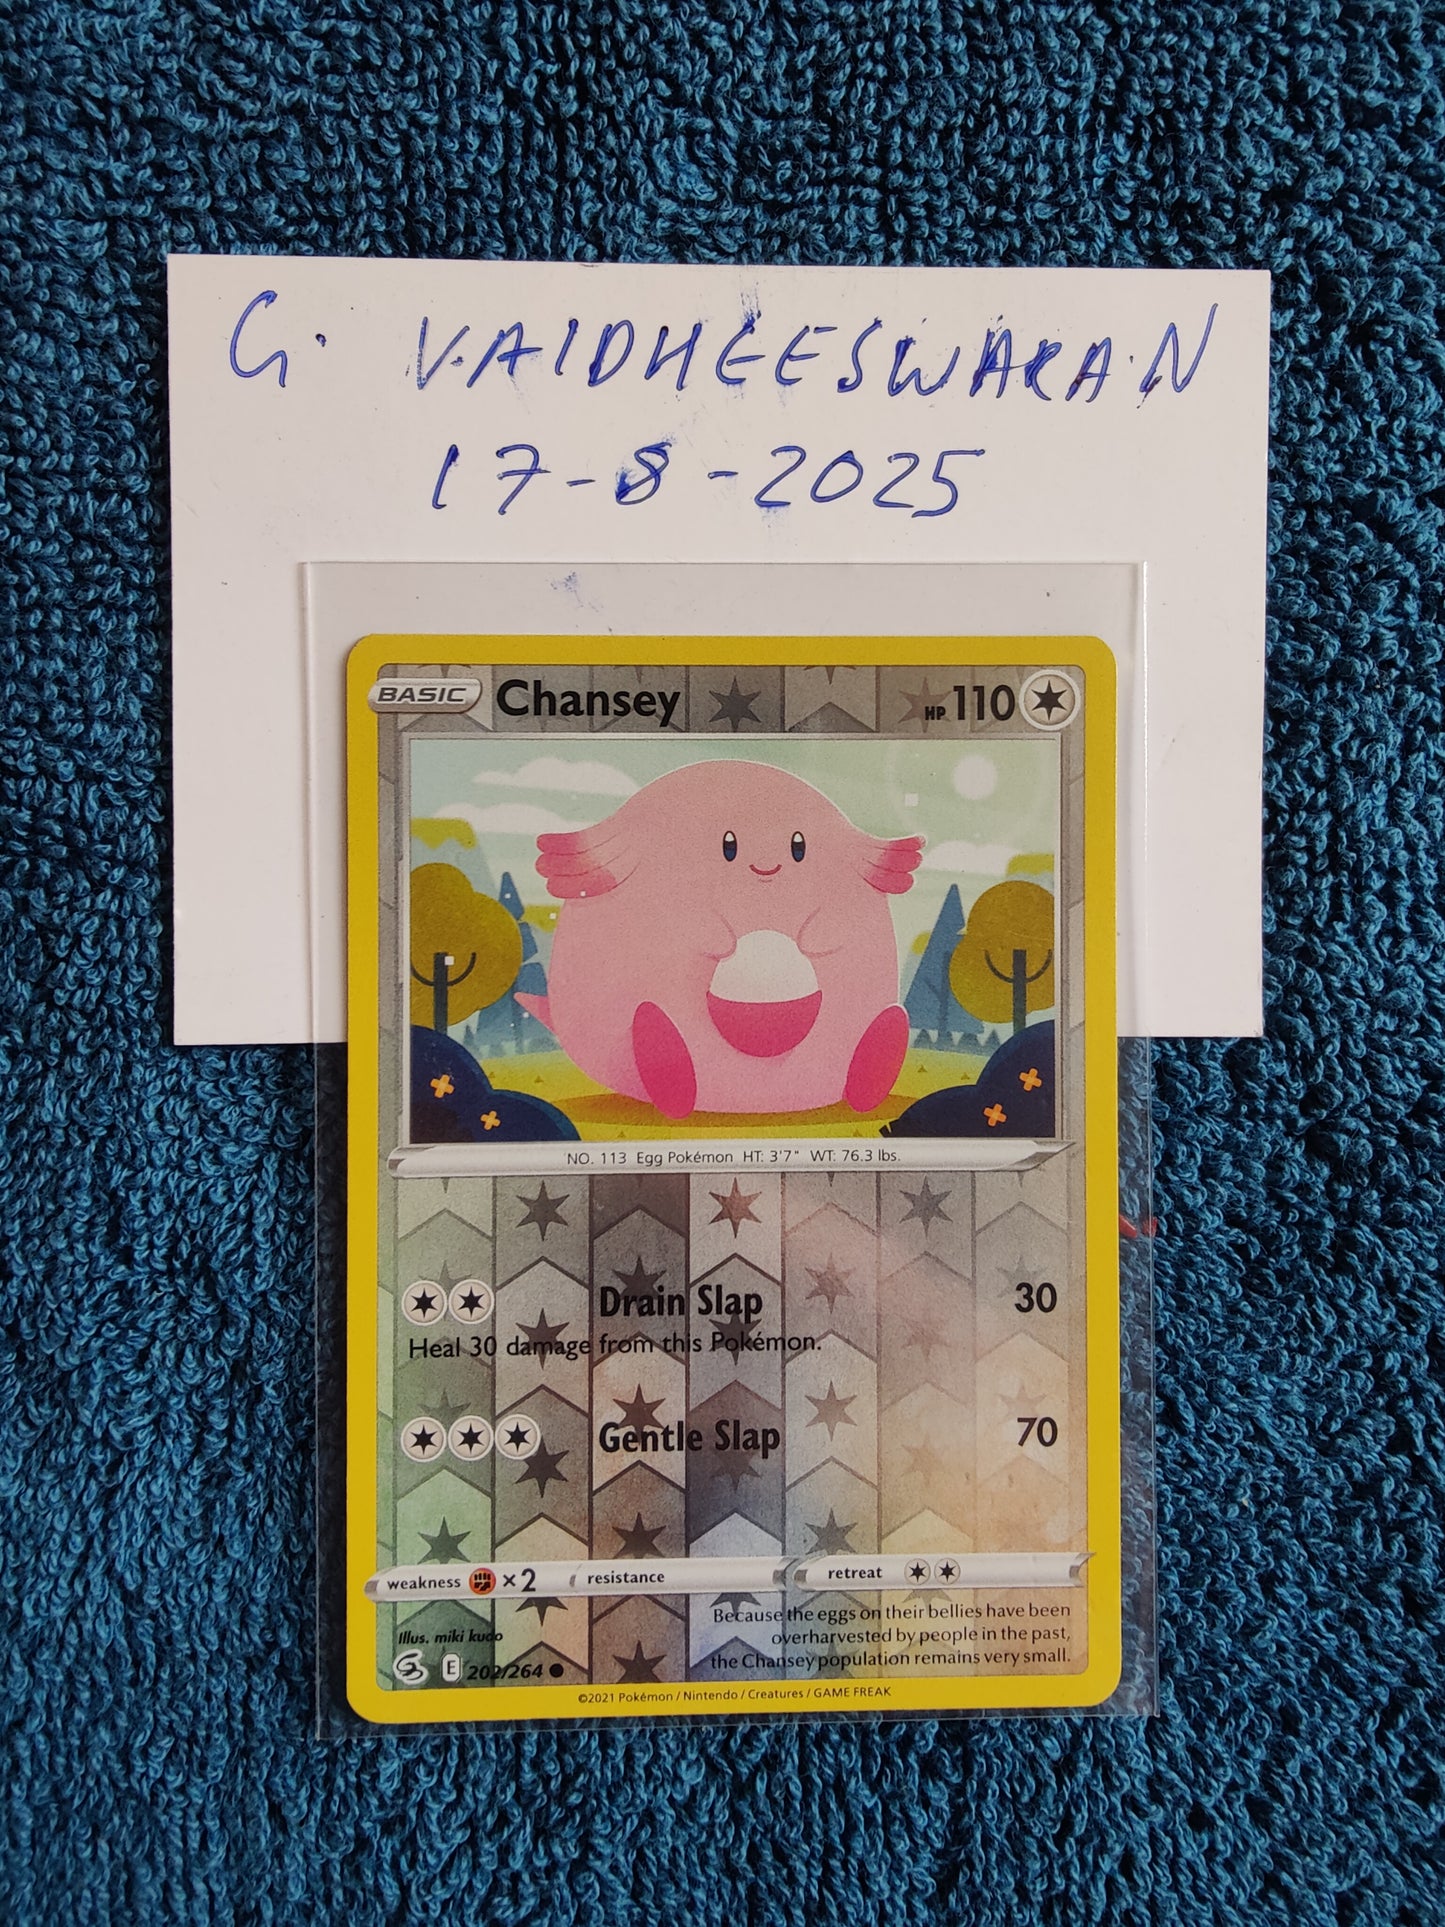 G. VAIDHEESWARAN
17-8-2025
BASIC Chansey HP 110
NO. 113 Egg Pokémon HT: 3'7" WT: 76.3 lbs.
Drain Slap 30
Heal 30 damage from this Pokémon.
Gentle Slap 70
weakness ×2 resistance retreat
Because the eggs on their bellies have been
overharvested by people in the past,
the Chansey population remains very small.
Illus. miki kudo
E 202/264
©2021 Pokémon / Nintendo / Creatures / GAME FREAK